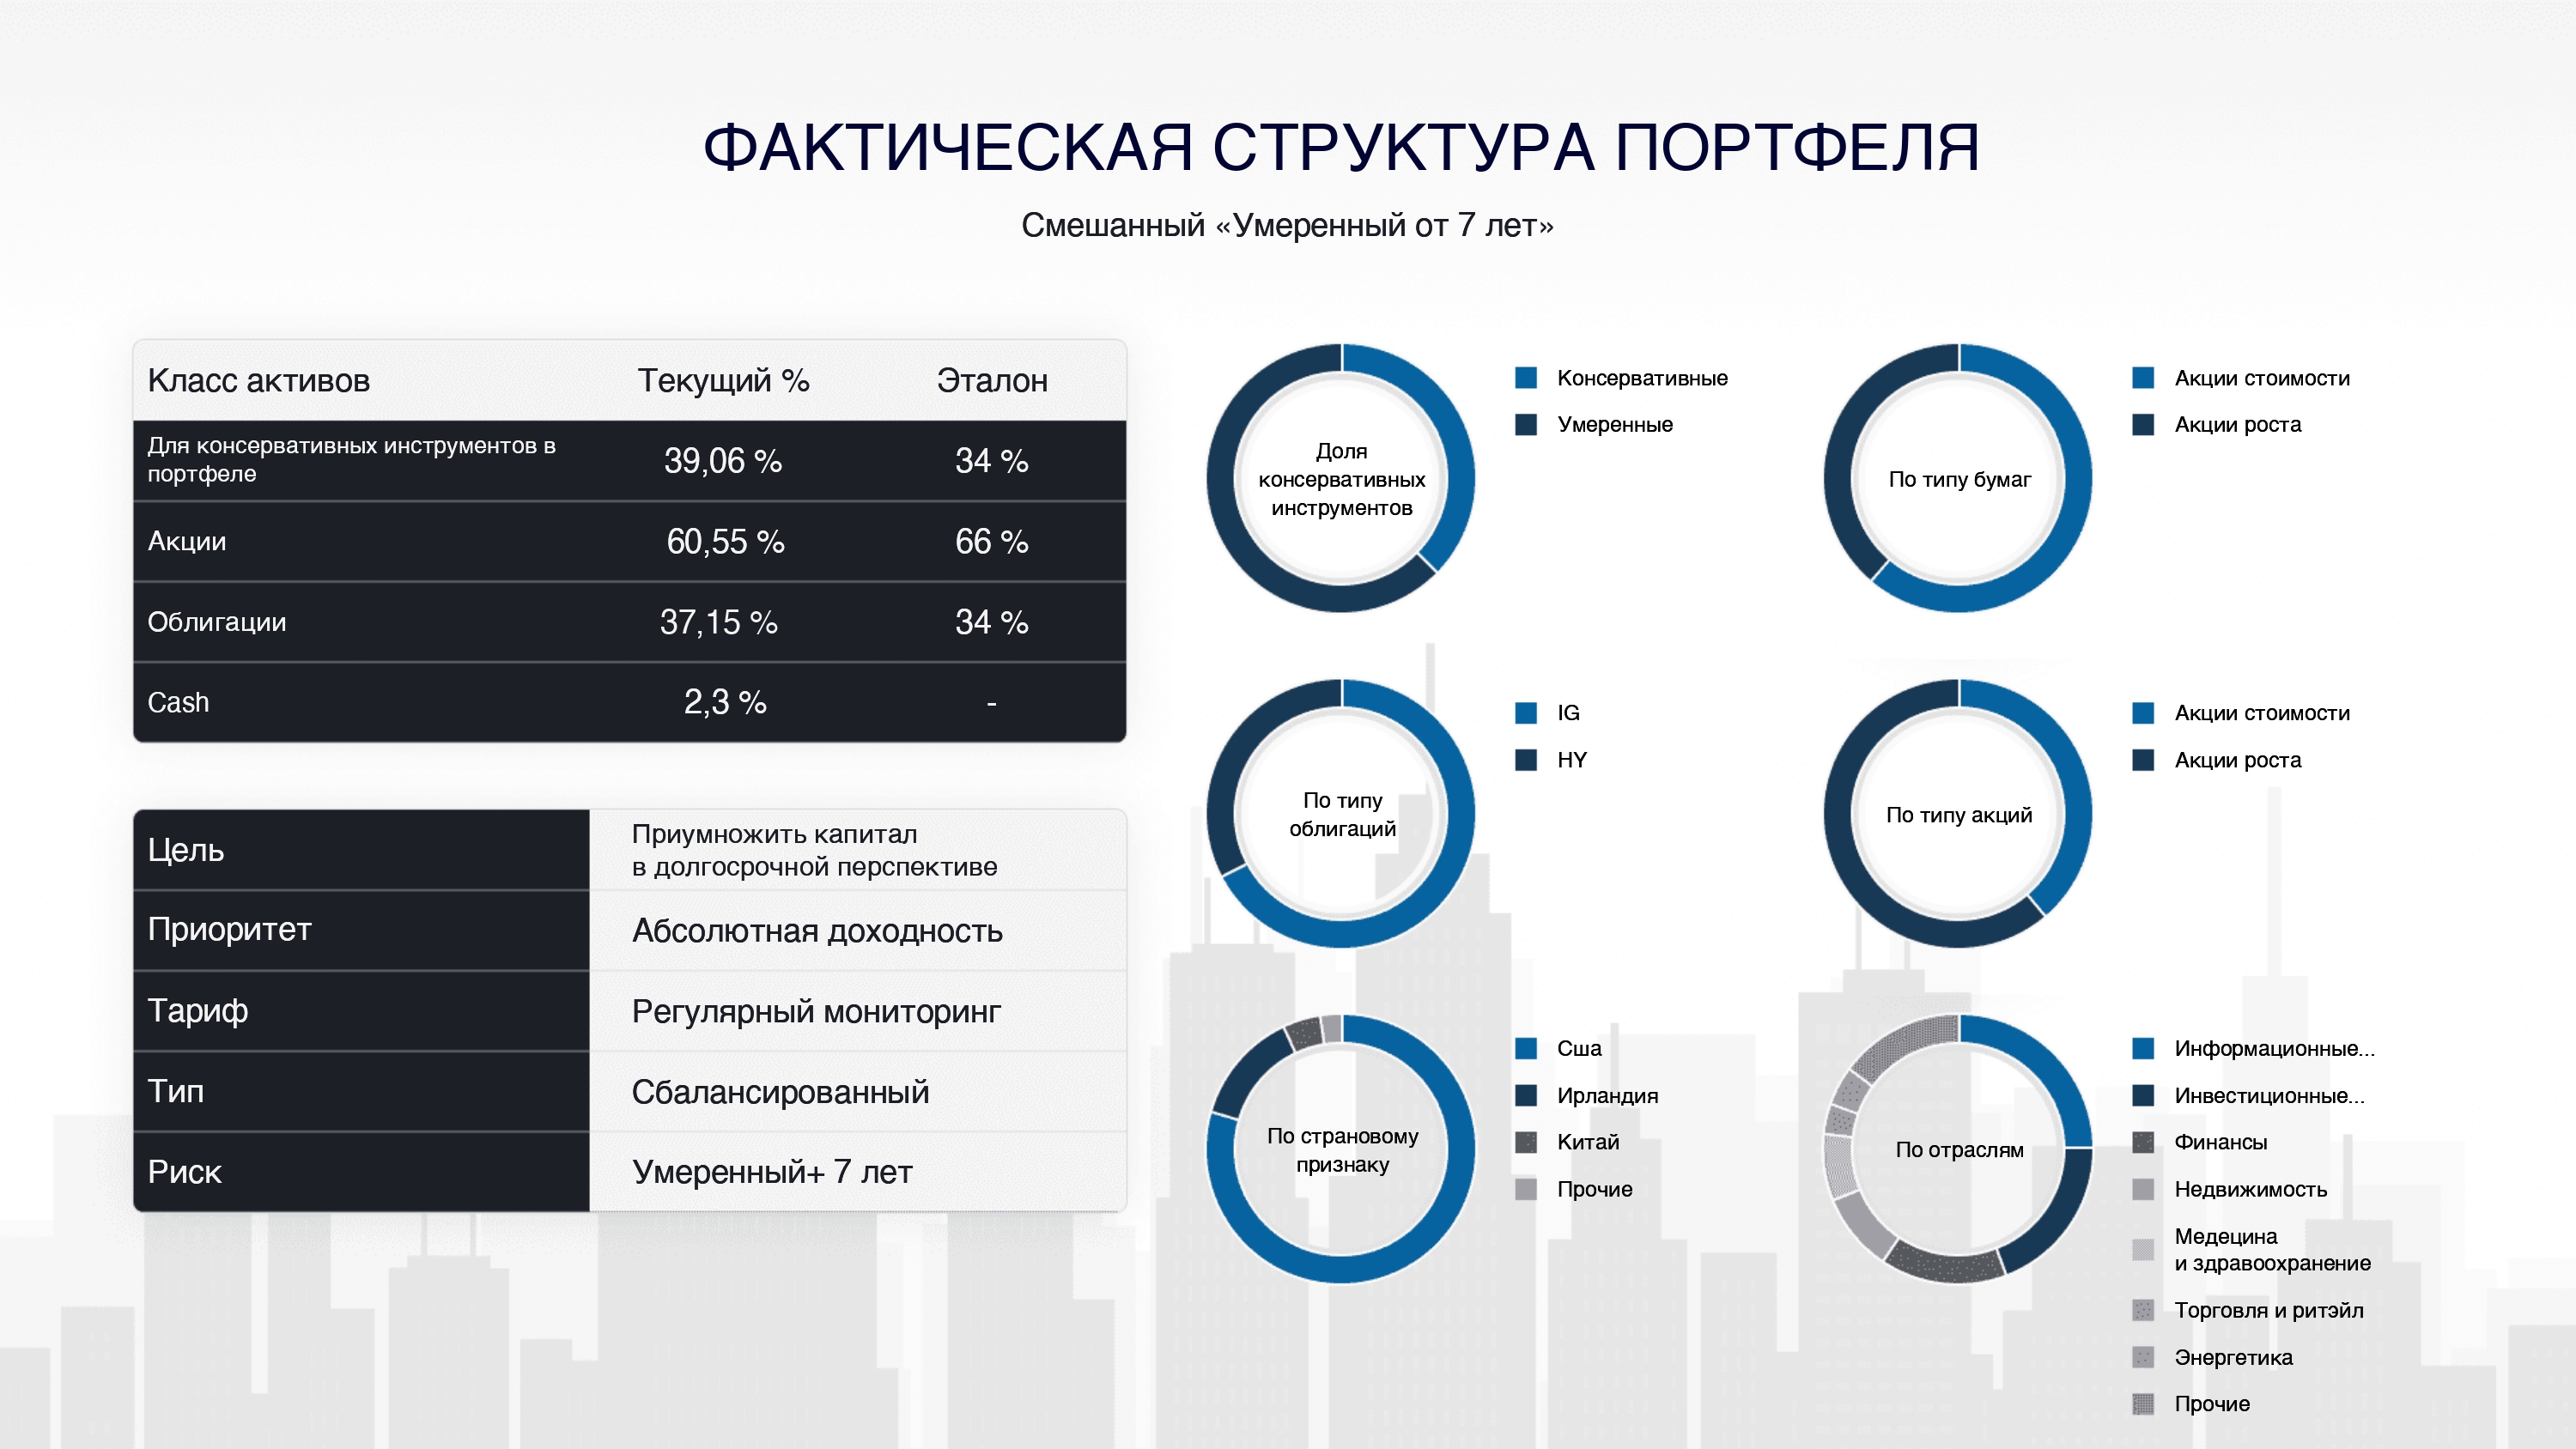 ФАКТИЧЕСКАЯ СТРУКТУРА ПОРТФЕЛЯ
Смешанный «Умеренный от 7 лет»
Класс активов Текущий % Эталон
Для консервативных инструментов в
портфеле
39,06 % 34 %
Акции 60,55 % 66 %
Облигации 37,15 % 34 %
Cash 2,3 % -
Цель
Приумножить капитал
в долгосрочной перспективе
Приоритет Абсолютная доходность
Тариф Регулярный мониторинг
Тип Сбалансированный
Риск Умеренный+ 7 лет
Доля
консервативных
инструментов
Консервативные
Умеренные
По типу бумаг
Акции стоимости
Акции роста
По типу
облигаций
IG
HY
По типу акций
Акции стоимости
Акции роста
По страновому
признаку
Сша
Ирландия
Китай
Прочие
По отраслям
Информационные...
Инвестиционные...
Финансы
Недвижимость
Медецина
и здравоохранение
Торговля и ритэйл
Энергетика
Прочие